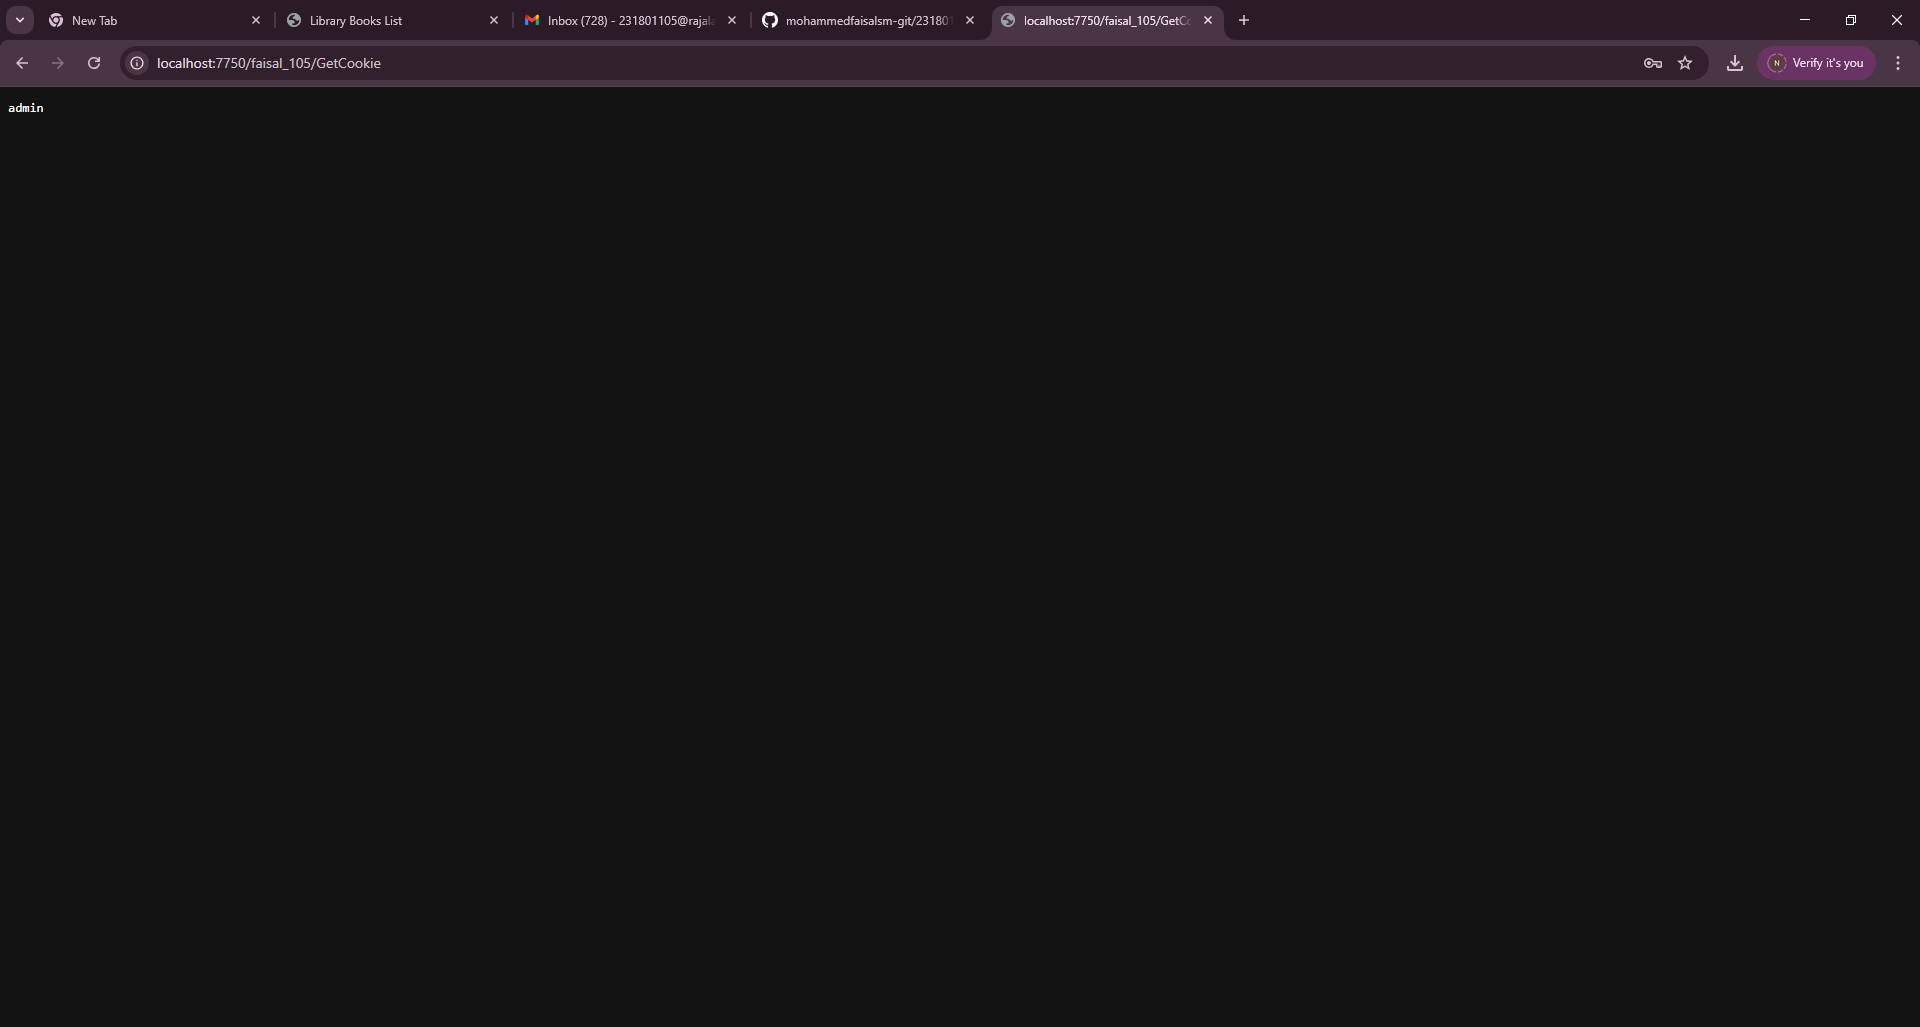 New Tab
Library Books List
Inbox (728) - 231801105@rajal
mohammedfaisalsm-git/231801
localhost:7750/faisal_105/GetC
localhost:7750/faisal_105/GetCookie
N
Verify it's you
admin